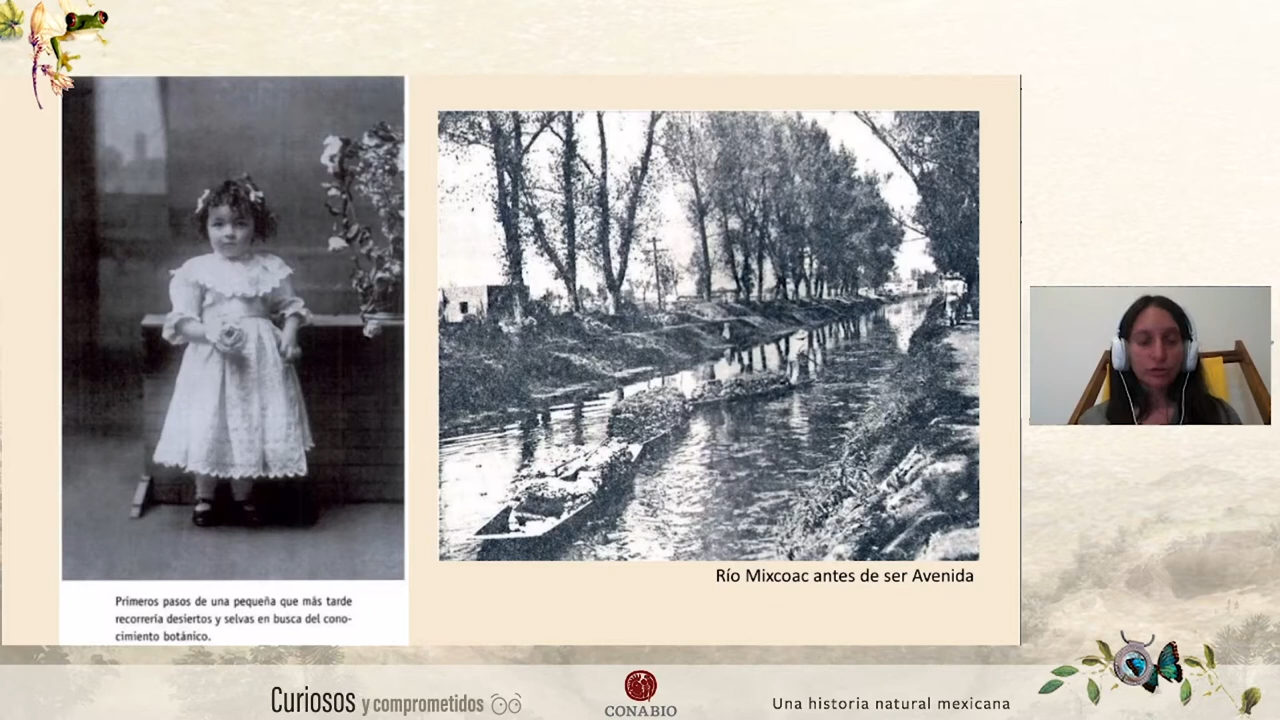 Río Mixcoac antes de ser Avenida
Primeros pasos de una pequeña que más tarde
recorrería desiertos y selvas en busca del cono-
cimiento botánico.
Curiosos y comprometidos
CONABIO
Una historia natural mexicana